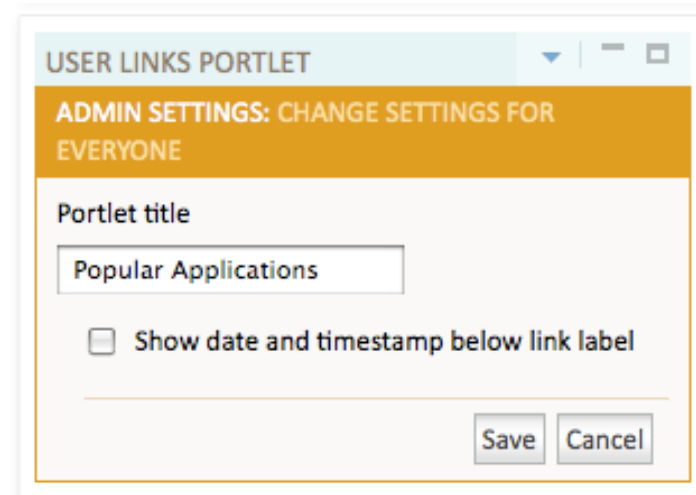 USER LINKS PORTLET
ADMIN SETTINGS: CHANGE SETTINGS FOR
EVERYONE
Portlet title
Popular Applications
Show date and timestamp below link label
Save Cancel